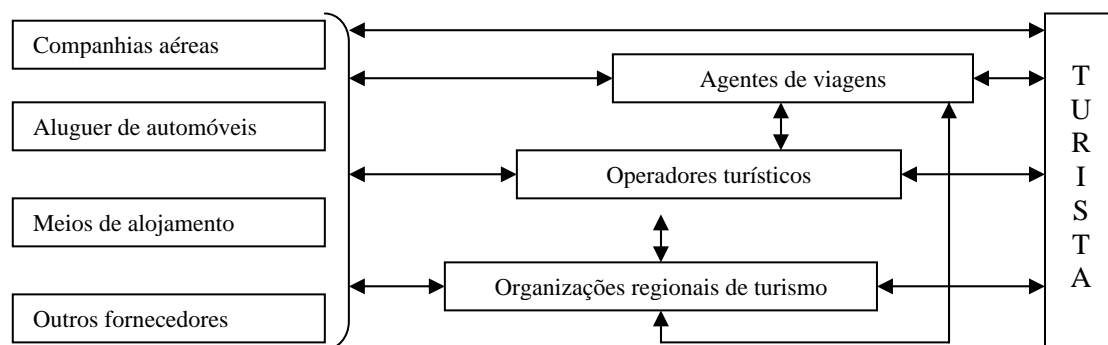 Companhias aéreas
Aluguer de automóveis
Meios de alojamento
Outros fornecedores
Agentes de viagens
Operadores turísticos
Organizações regionais de turismo
T
U
R
I
S
T
A